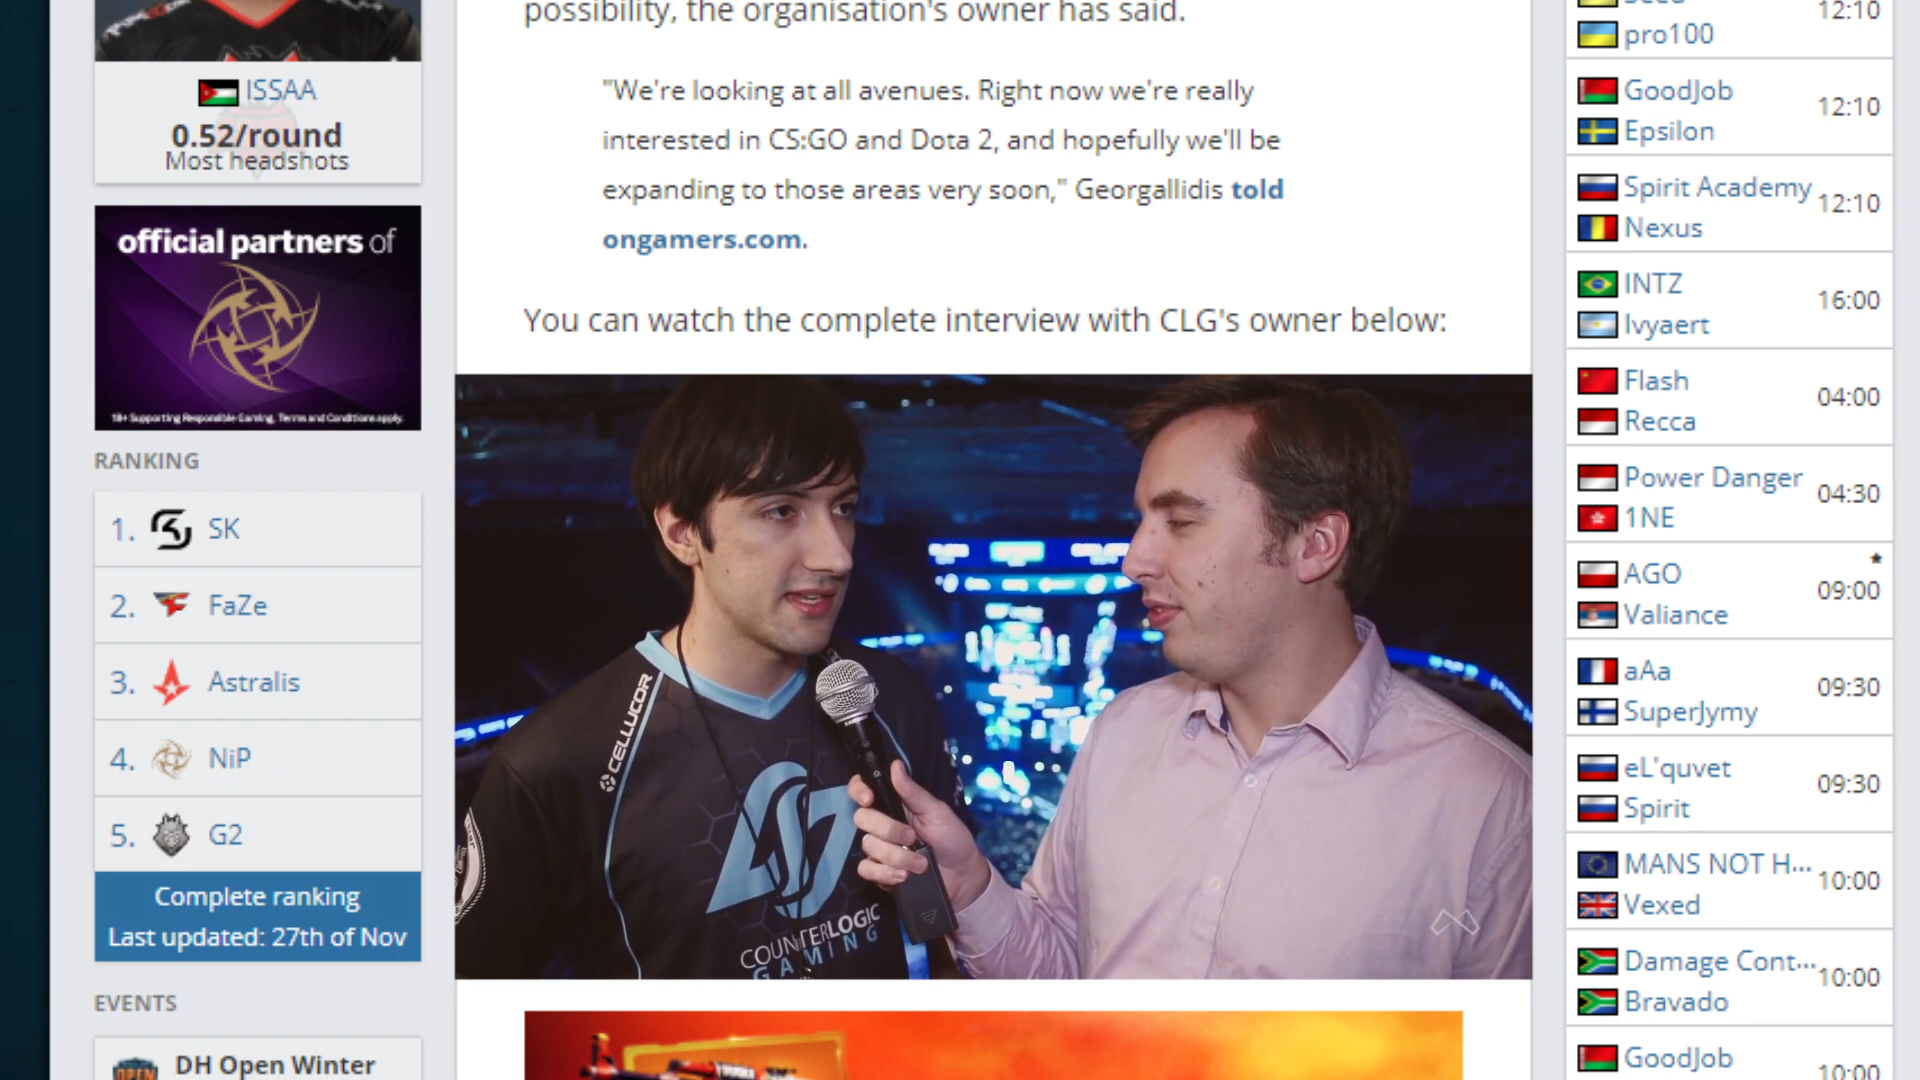 possibility, the organisation's owner has said.
"We're looking at all avenues. Right now we're really
interested in CS:GO and Dota 2, and hopefully we'll be
expanding to those areas very soon," Georgallidis told
ongamers.com.
You can watch the complete interview with CLG's owner below:
CELLUCOR
COUNTERLOGIC
GAMING
ISSAA
0.52/round
Most headshots
official partners of
18+ Supporting Responsible Gaming, Terms and Conditions apply.
RANKING
1. SK
2. FaZe
3. Astralis
4. NiP
5. G2
Complete ranking
Last updated: 27th of Nov
EVENTS
OPEN
DH Open Winter
12:10
pro100
GoodJob
12:10
Epsilon
Spirit Academy
12:10
Nexus
INTZ
16:00
Ivyaert
Flash
04:00
Recca
Power Danger
04:30
1NE
*
AGO
09:00
Valiance
aAa
09:30
SuperJymy
eL'quvet
09:30
Spirit
MANS NOT H...
10:00
Vexed
Damage Cont...
10:00
Bravado
GoodJob
10:00